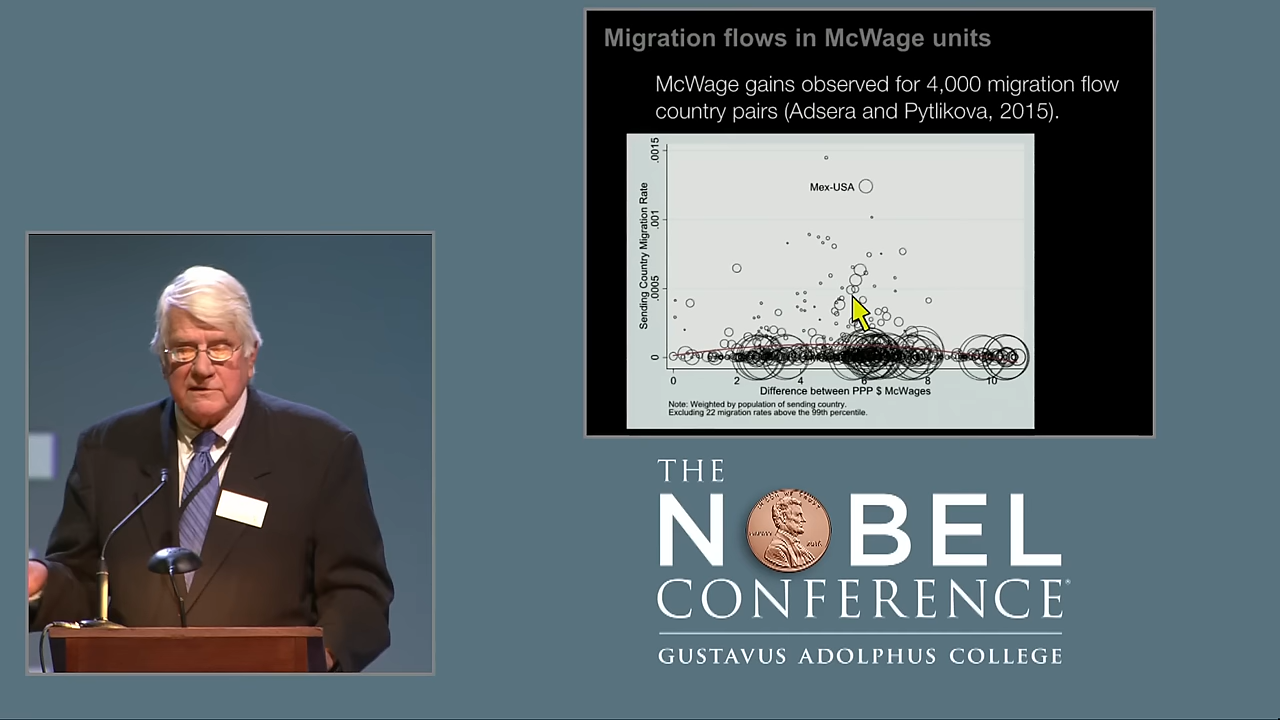 Migration flows in McWage units
McWage gains observed for 4,000 migration flow
country pairs (Adsera and Pytlikova, 2015).
Sending Country Migration Rate
.0015
.001
.0005
0
Mex-USA
0 2 4 6 8 10
Difference between PPP $ McWages
Note: Weighted by population of sending country.
Excluding 22 migration rates above the 99th percentile.
THE
NOBEL
CONFERENCE®
GUSTAVUS ADOLPHUS COLLEGE